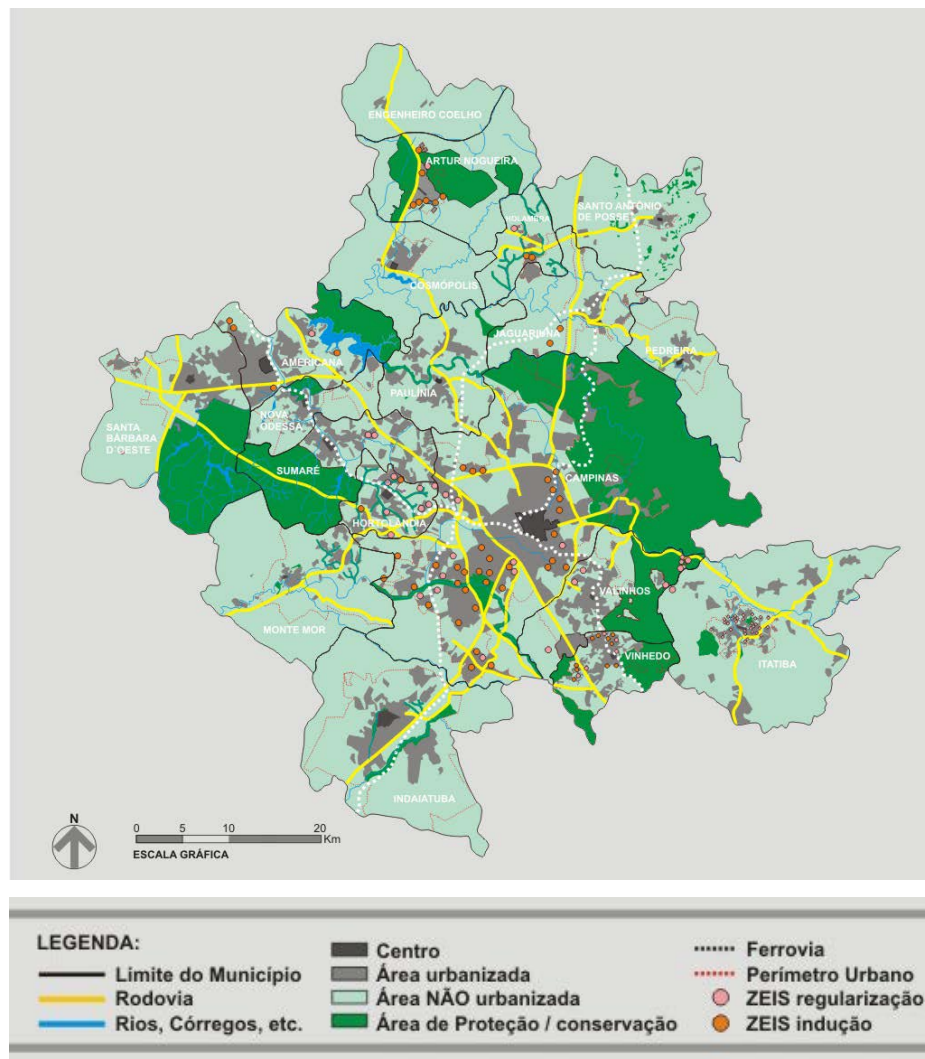 ENGENHEIRO COELHO
ARTUR NOGUEIRA
HOLAMBRA
SANTO ANTÔNIO
DE POSSE
COSMÓPOLIS
JAGUARIÚNA
PEDREIRA
AMERICANA
PAULÍNIA
NOVA
ODESSA
SANTA
BÁRBARA
D'OESTE
SUMARÉ
CAMPINAS
HORTOLÂNDIA
VALINHOS
MONTE MOR
VINHEDO
ITATIBA
INDAIATUBA
N
0 5 10 20
Km
ESCALA GRÁFICA
LEGENDA:
Limite do Município
Rodovia
Rios, Córregos, etc.
Centro
Área urbanizada
Área NÃO urbanizada
Área de Proteção / conservação
Ferrovia
Perímetro Urbano
ZEIS regularização
ZEIS indução